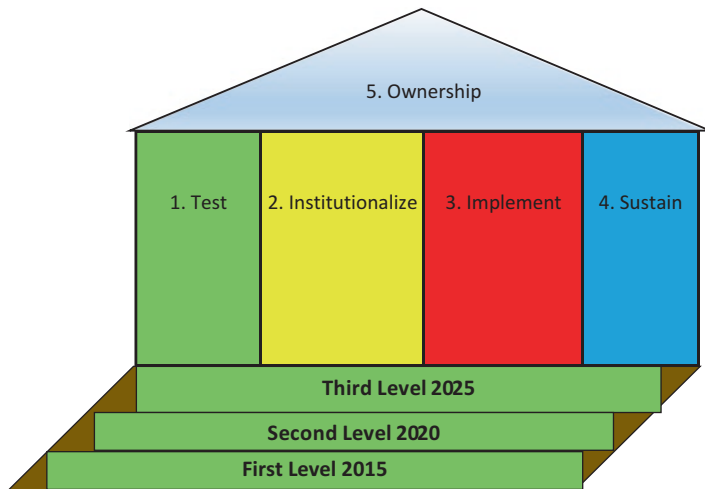 5. Ownership
1. Test
2. Institutionalize
3. Implement
4. Sustain
Third Level 2025
Second Level 2020
First Level 2015